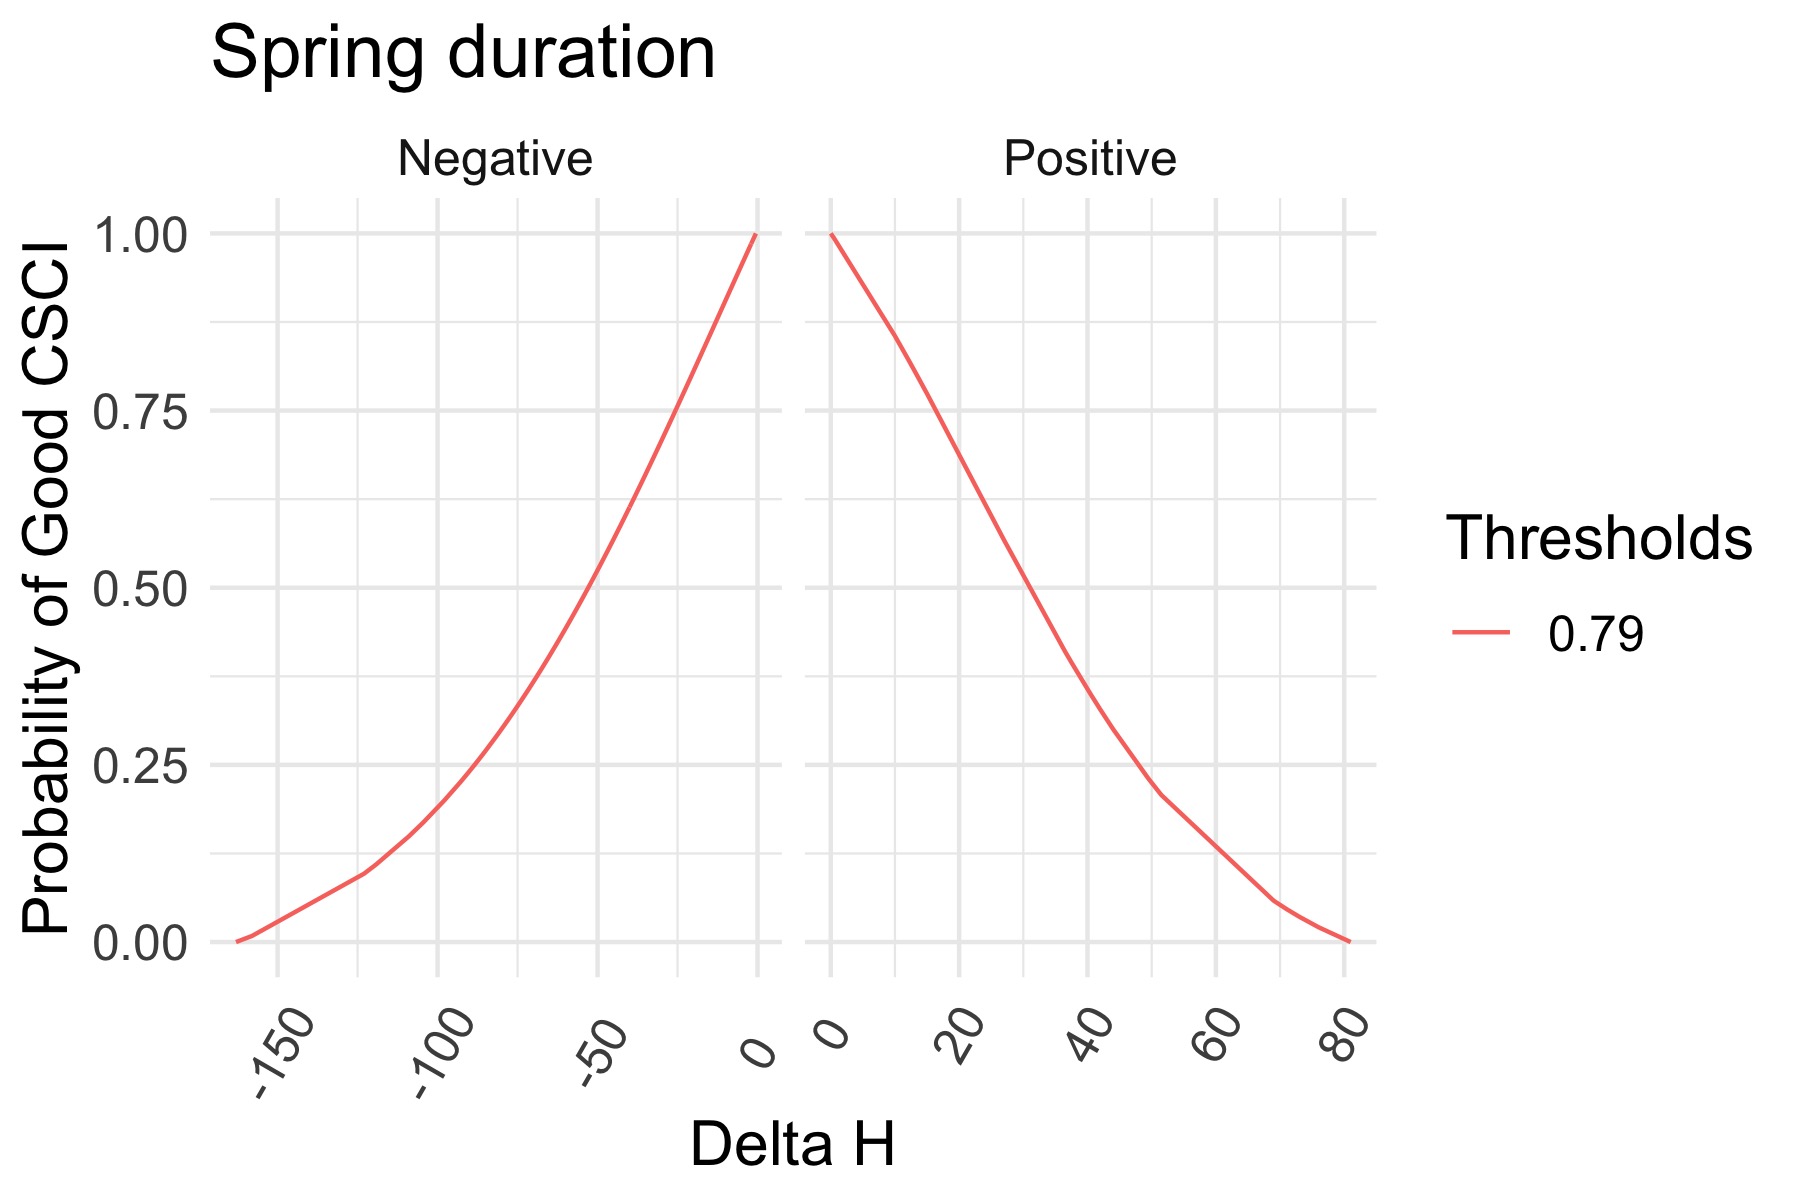 Spring duration
Negative
Positive
Probability of Good CSCI
1.00
0.75
0.50
0.25
0.00
-150
-100
-50
0
0
20
40
60
80
Delta H
Thresholds
0.79